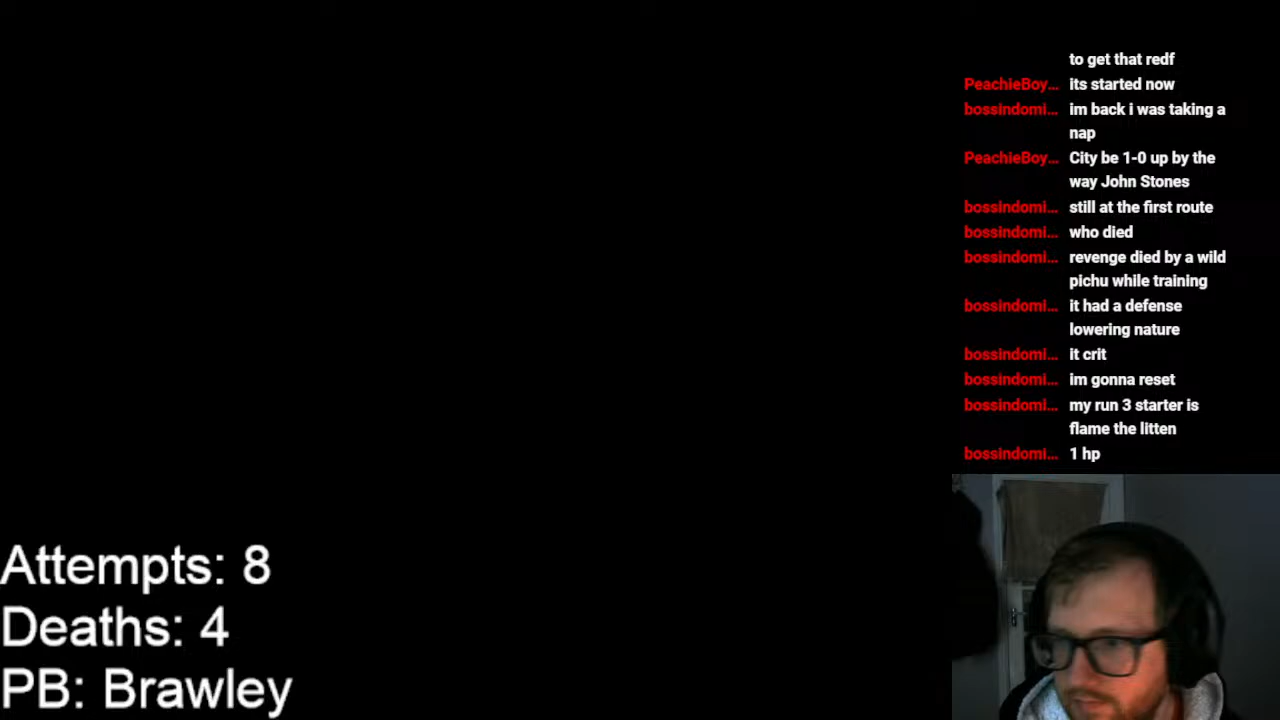 to get that redf
PeachieBoy... its started now
bossindomi... im back i was taking a
nap
PeachieBoy... City be 1-0 up by the
way John Stones
bossindomi... still at the first route
bossindomi... who died
bossindomi... revenge died by a wild
pichu while training
bossindomi... it had a defense
lowering nature
bossindomi... it crit
bossindomi... im gonna reset
bossindomi... my run 3 starter is
flame the litten
bossindomi... 1 hp
Attempts: 8
Deaths: 4
PB: Brawley